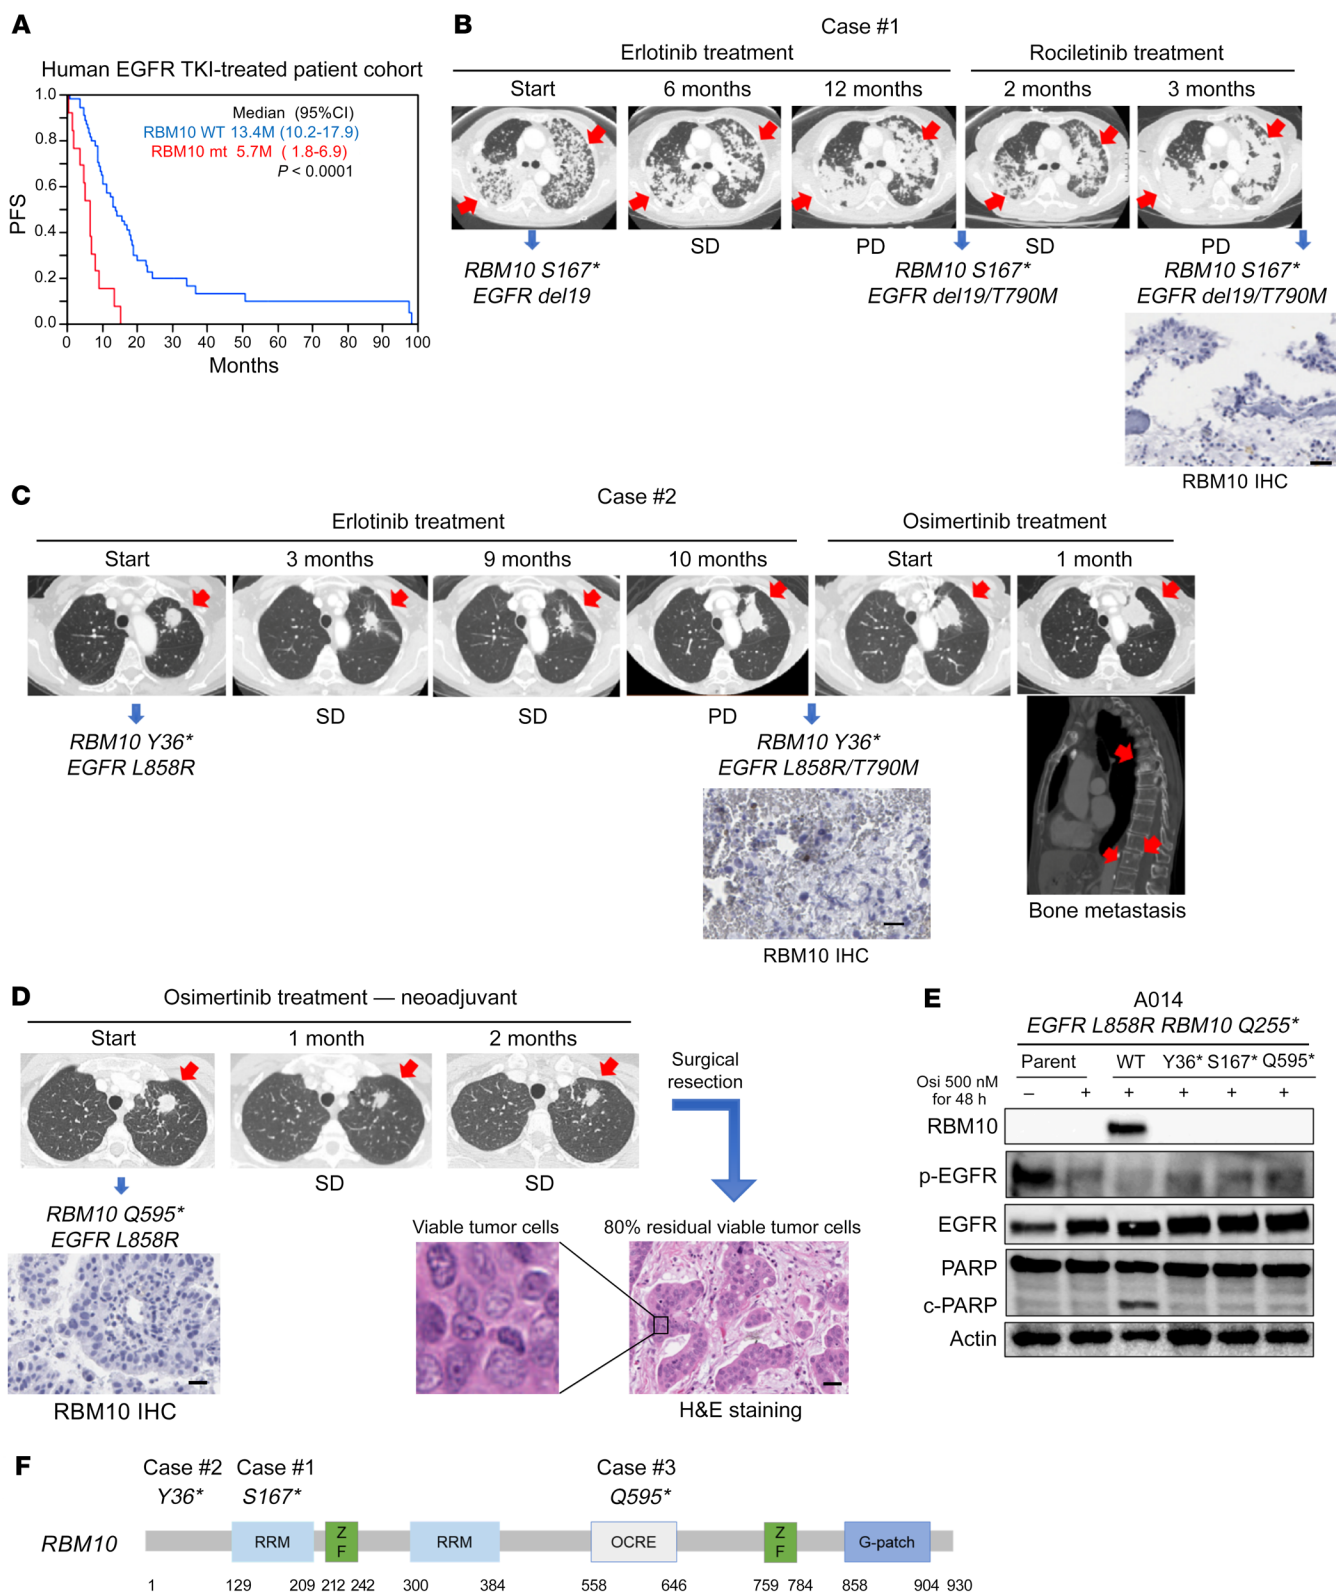 A
Human EGFR TKI-treated patient cohort
Median (95%CI)
RBM10 WT 13.4M (10.2-17.9)
RBM10 mt 5.7M ( 1.8-6.9)
P < 0.0001
PFS
1.0
0.8
0.6
0.4
0.2
0.0
0 10 20 30 40 50 60 70 80 90 100
Months
B
Case #1
Erlotinib treatment Rociletinib treatment
Start 6 months 12 months 2 months 3 months
SD PD SD PD
RBM10 S167* RBM10 S167* RBM10 S167*
EGFR del19 EGFR del19/T790M EGFR del19/T790M
RBM10 IHC
C
Case #2
Erlotinib treatment Osimertinib treatment
Start 3 months 9 months 10 months Start 1 month
SD SD PD
RBM10 Y36* RBM10 Y36*
EGFR L858R EGFR L858R/T790M
RBM10 IHC
Bone metastasis
D
Osimertinib treatment — neoadjuvant
Start 1 month 2 months
SD SD
Surgical
resection
RBM10 Q595*
EGFR L858R
RBM10 IHC
Viable tumor cells 80% residual viable tumor cells
H&E staining
E
A014
EGFR L858R RBM10 Q255*
Parent WT Y36* S167* Q595*
Osi 500 nM
for 48 h
– + + + + +
RBM10
p-EGFR
EGFR
PARP
c-PARP
Actin
F
Case #2 Case #1 Case #3
Y36* S167* Q595*
RBM10
RRM ZF RRM OCRE ZF G-patch
1 129 209 212 242 300 384 558 646 759 784 858 904 930